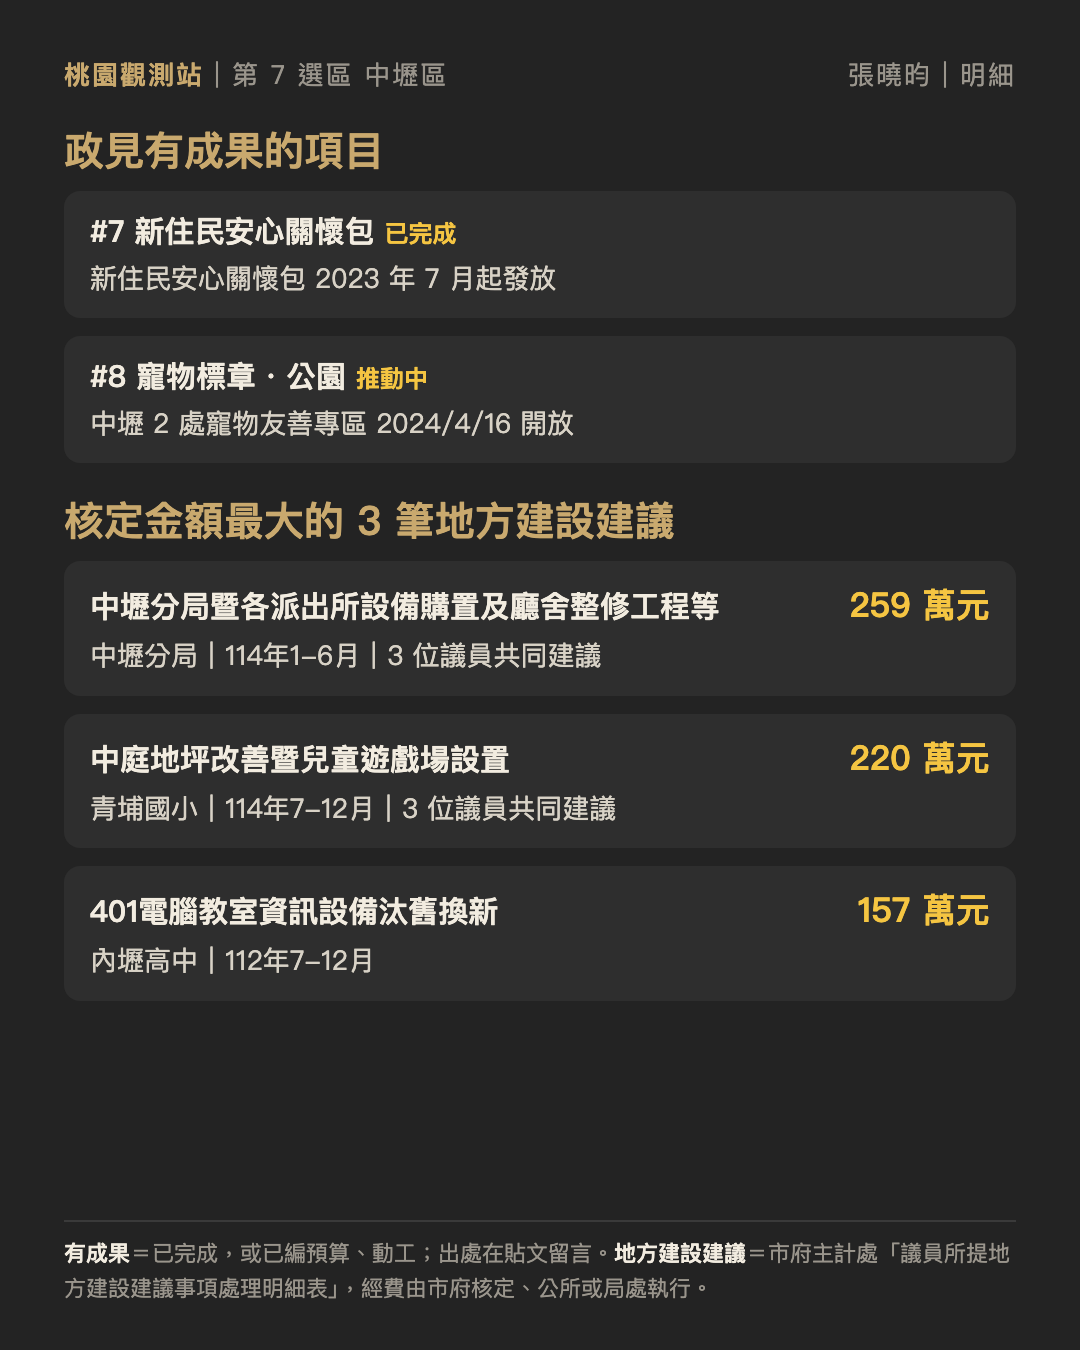 桃園觀測站｜第 7 選區 中壢區
張曉昀｜明細
政見有成果的項目
#7 新住民安心關懷包 已完成
新住民安心關懷包 2023 年 7 月起發放
#8 寵物標章・公園 推動中
中壢 2 處寵物友善專區 2024/4/16 開放
核定金額最大的 3 筆地方建設建議
中壢分局暨各派出所設備購置及廳舍整修工程等 259 萬元
中壢分局｜114年1–6月｜3 位議員共同建議
中庭地坪改善暨兒童遊戲場設置 220 萬元
青埔國小｜114年7–12月｜3 位議員共同建議
401電腦教室資訊設備汰舊換新 157 萬元
內壢高中｜112年7–12月
有成果＝已完成，或已編預算、動工；出處在貼文留言。地方建設建議＝市府主計處「議員所提地
方建設建議事項處理明細表」，經費由市府核定、公所或局處執行。